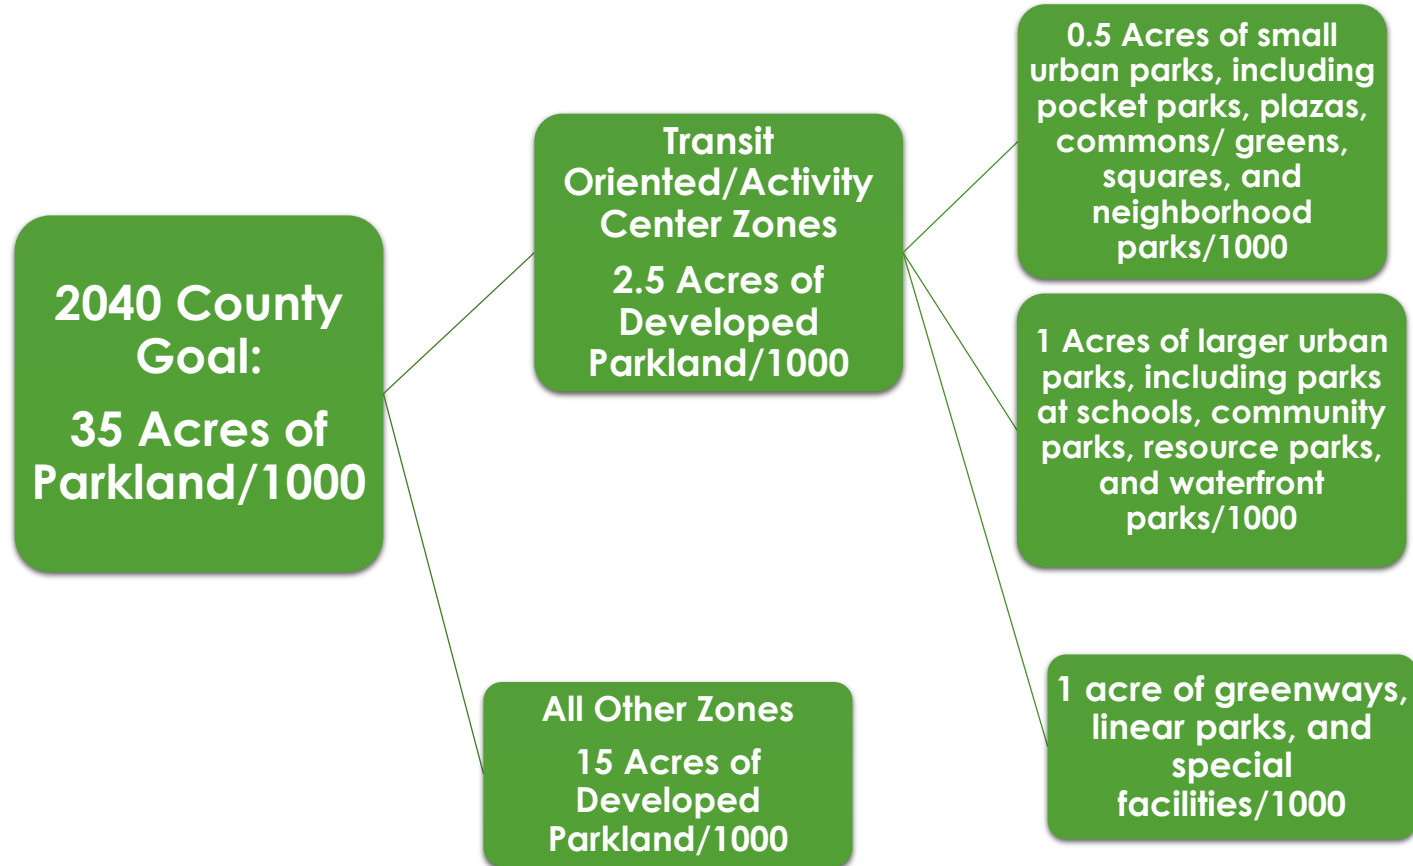 2040 County
Goal:
35 Acres of
Parkland/1000
Transit
Oriented/Activity
Center Zones
2.5 Acres of
Developed
Parkland/1000
0.5 Acres of small
urban parks, including
pocket parks, plazas,
commons/ greens,
squares, and
neighborhood
parks/1000
1 Acres of larger urban
parks, including parks
at schools, community
parks, resource parks,
and waterfront
parks/1000
1 acre of greenways,
linear parks, and
special
facilities/1000
All Other Zones
15 Acres of
Developed
Parkland/1000